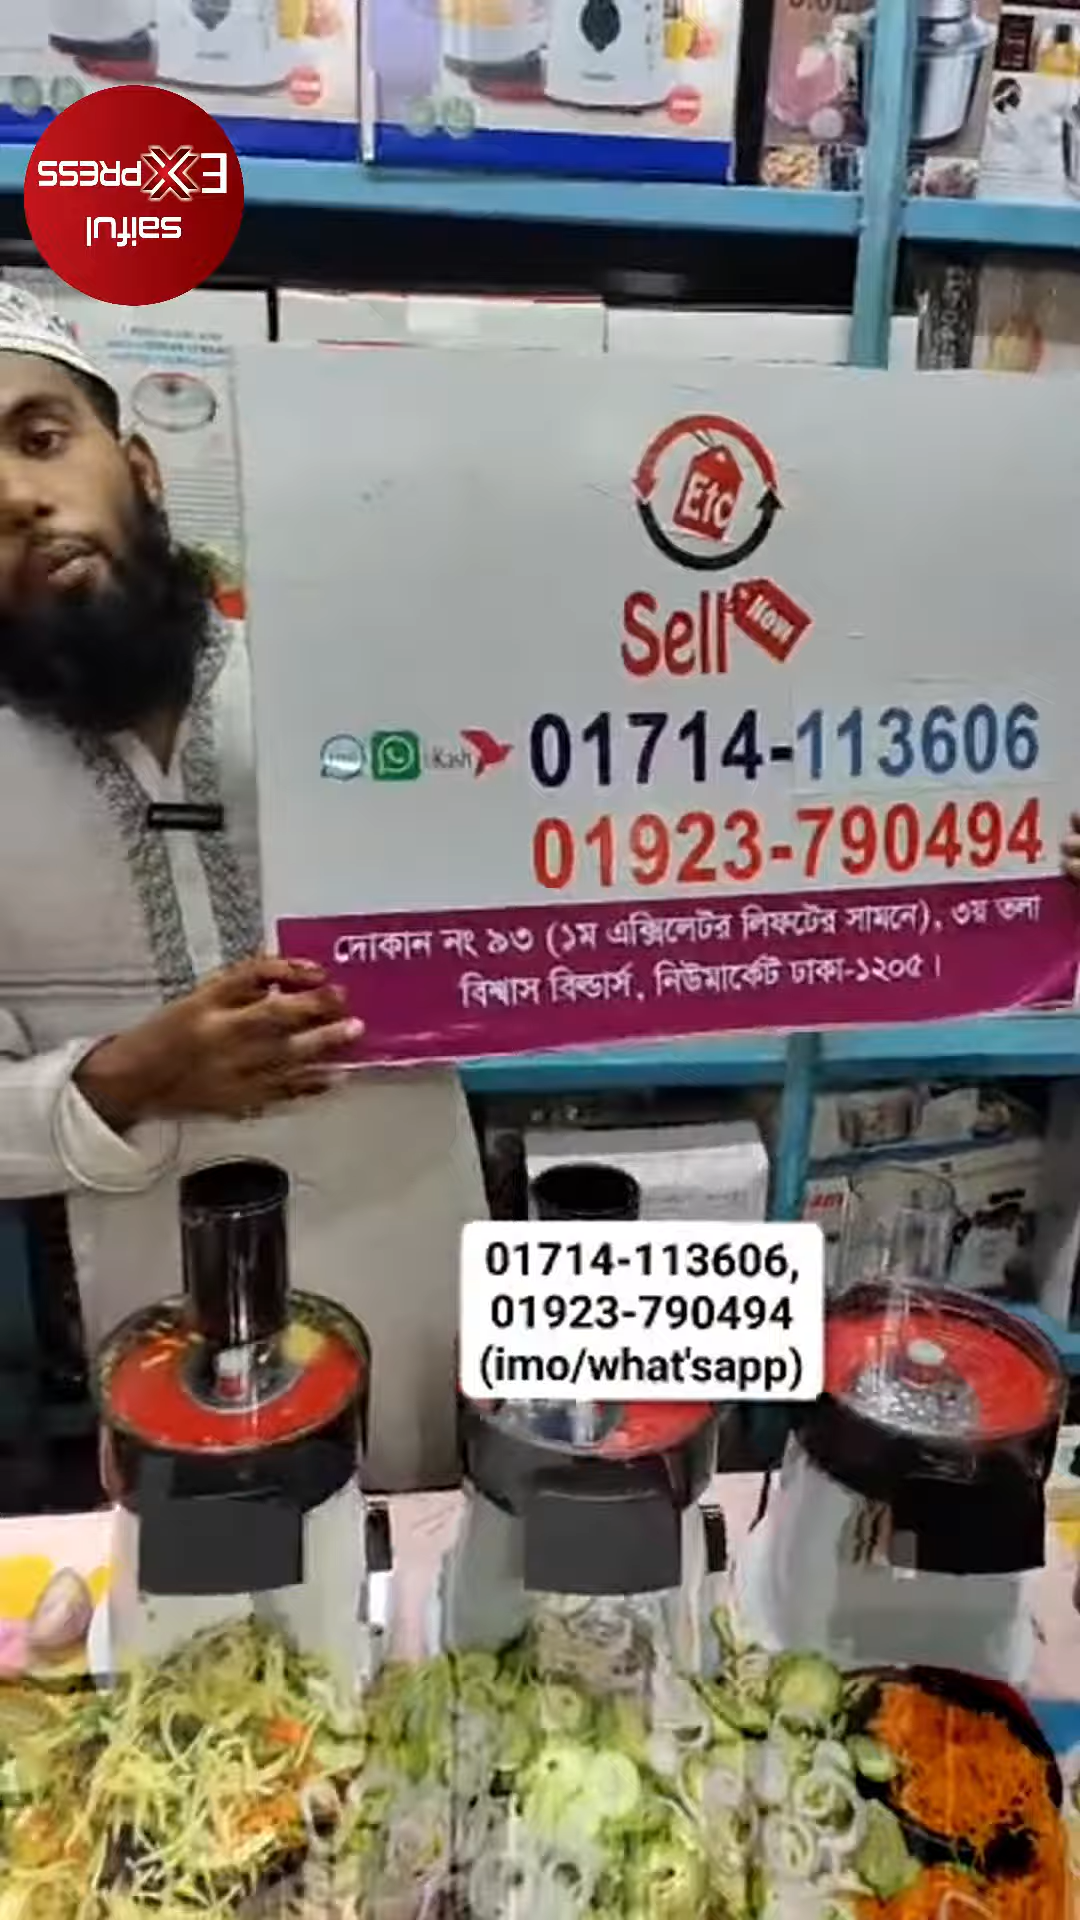 saiful
EXPRESS
Etc
Sell Now
01714-113606
01923-790494
দোকান নং ৯৩ (১ম এক্সিলেটর লিফটের সামনে), ৩য় তলা
বিশ্বাস বিল্ডার্স, নিউমার্কেট ঢাকা-১২০৫।
01714-113606,
01923-790494
(imo/what'sapp)